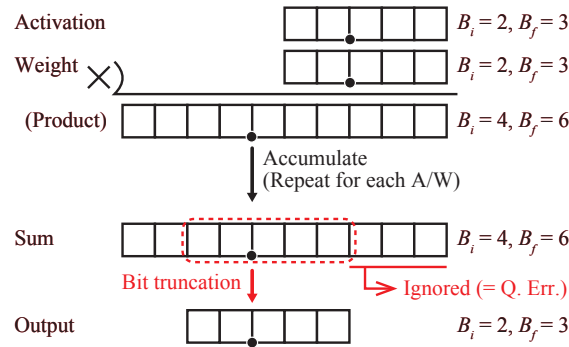 Activation B_i = 2, B_f = 3
Weight B_i = 2, B_f = 3
(Product) B_i = 4, B_f = 6
Accumulate
(Repeat for each A/W)
Sum B_i = 4, B_f = 6
Bit truncation Ignored (= Q. Err.)
Output B_i = 2, B_f = 3